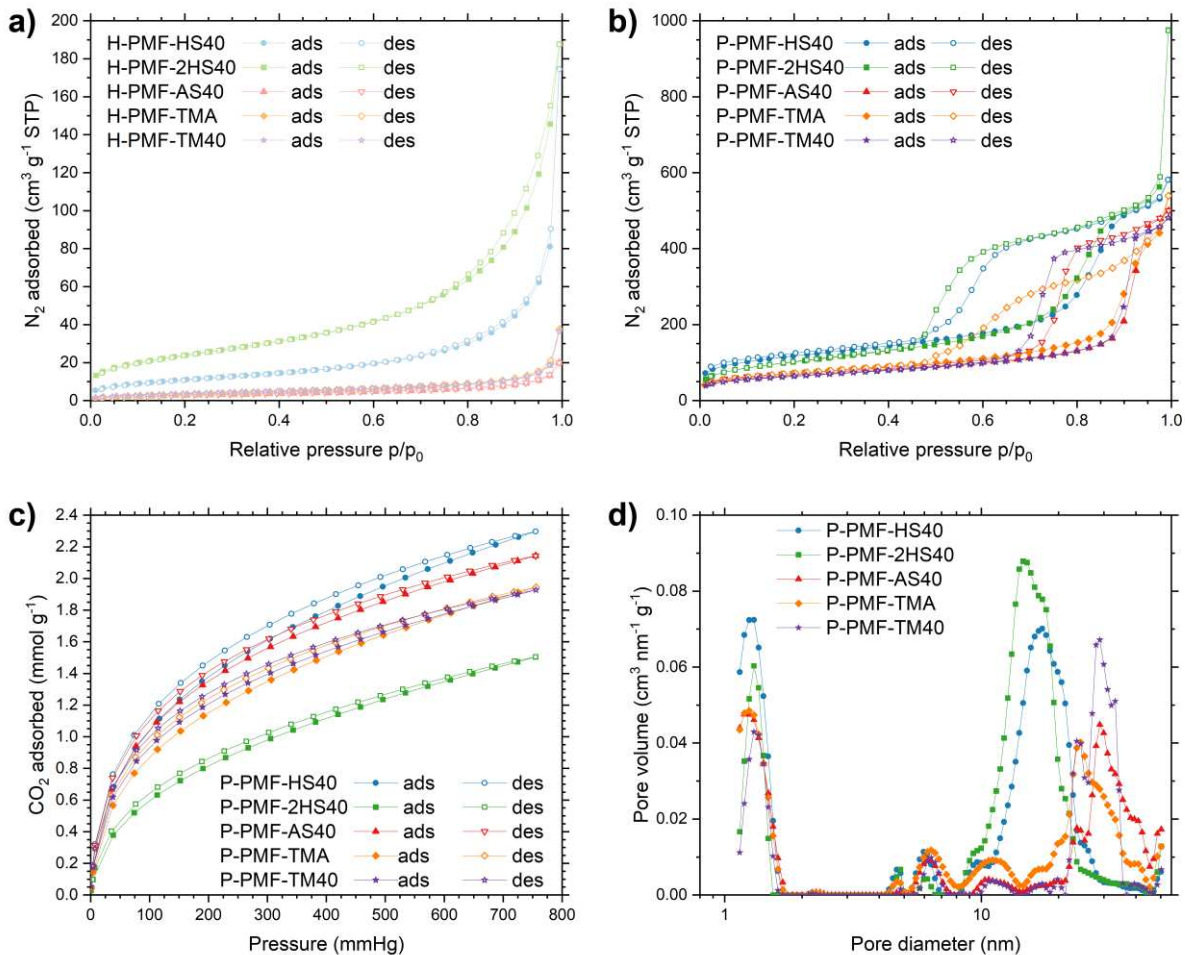 a)
H-PMF-HS40 ads des
H-PMF-2HS40 ads des
H-PMF-AS40 ads des
H-PMF-TMA ads des
H-PMF-TM40 ads des
200
180
160
140
120
100
80
60
40
20
0
N₂ adsorbed (cm³ g⁻¹ STP)
0.0 0.2 0.4 0.6 0.8 1.0
Relative pressure p/p₀
b)
P-PMF-HS40 ads des
P-PMF-2HS40 ads des
P-PMF-AS40 ads des
P-PMF-TMA ads des
P-PMF-TM40 ads des
1000
800
600
400
200
0
N₂ adsorbed (cm³ g⁻¹ STP)
0.0 0.2 0.4 0.6 0.8 1.0
Relative pressure p/p₀
c)
2.4
2.2
2.0
1.8
1.6
1.4
1.2
1.0
0.8
0.6
0.4
0.2
0.0
CO₂ adsorbed (mmol g⁻¹)
P-PMF-HS40 ads des
P-PMF-2HS40 ads des
P-PMF-AS40 ads des
P-PMF-TMA ads des
P-PMF-TM40 ads des
0 100 200 300 400 500 600 700 800
Pressure (mmHg)
d)
P-PMF-HS40
P-PMF-2HS40
P-PMF-AS40
P-PMF-TMA
P-PMF-TM40
0.10
0.08
0.06
0.04
0.02
0.00
Pore volume (cm³ nm⁻¹ g⁻¹)
1 10
Pore diameter (nm)